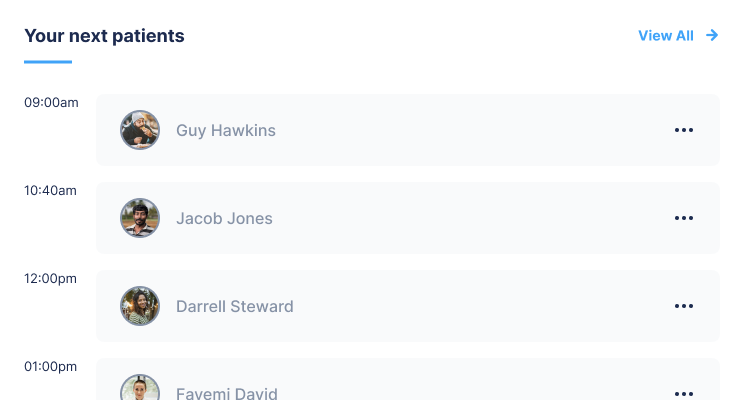 Your next patients
View All
09:00am
Guy Hawkins
10:40am
Jacob Jones
12:00pm
Darrell Steward
01:00pm
Fayemi David